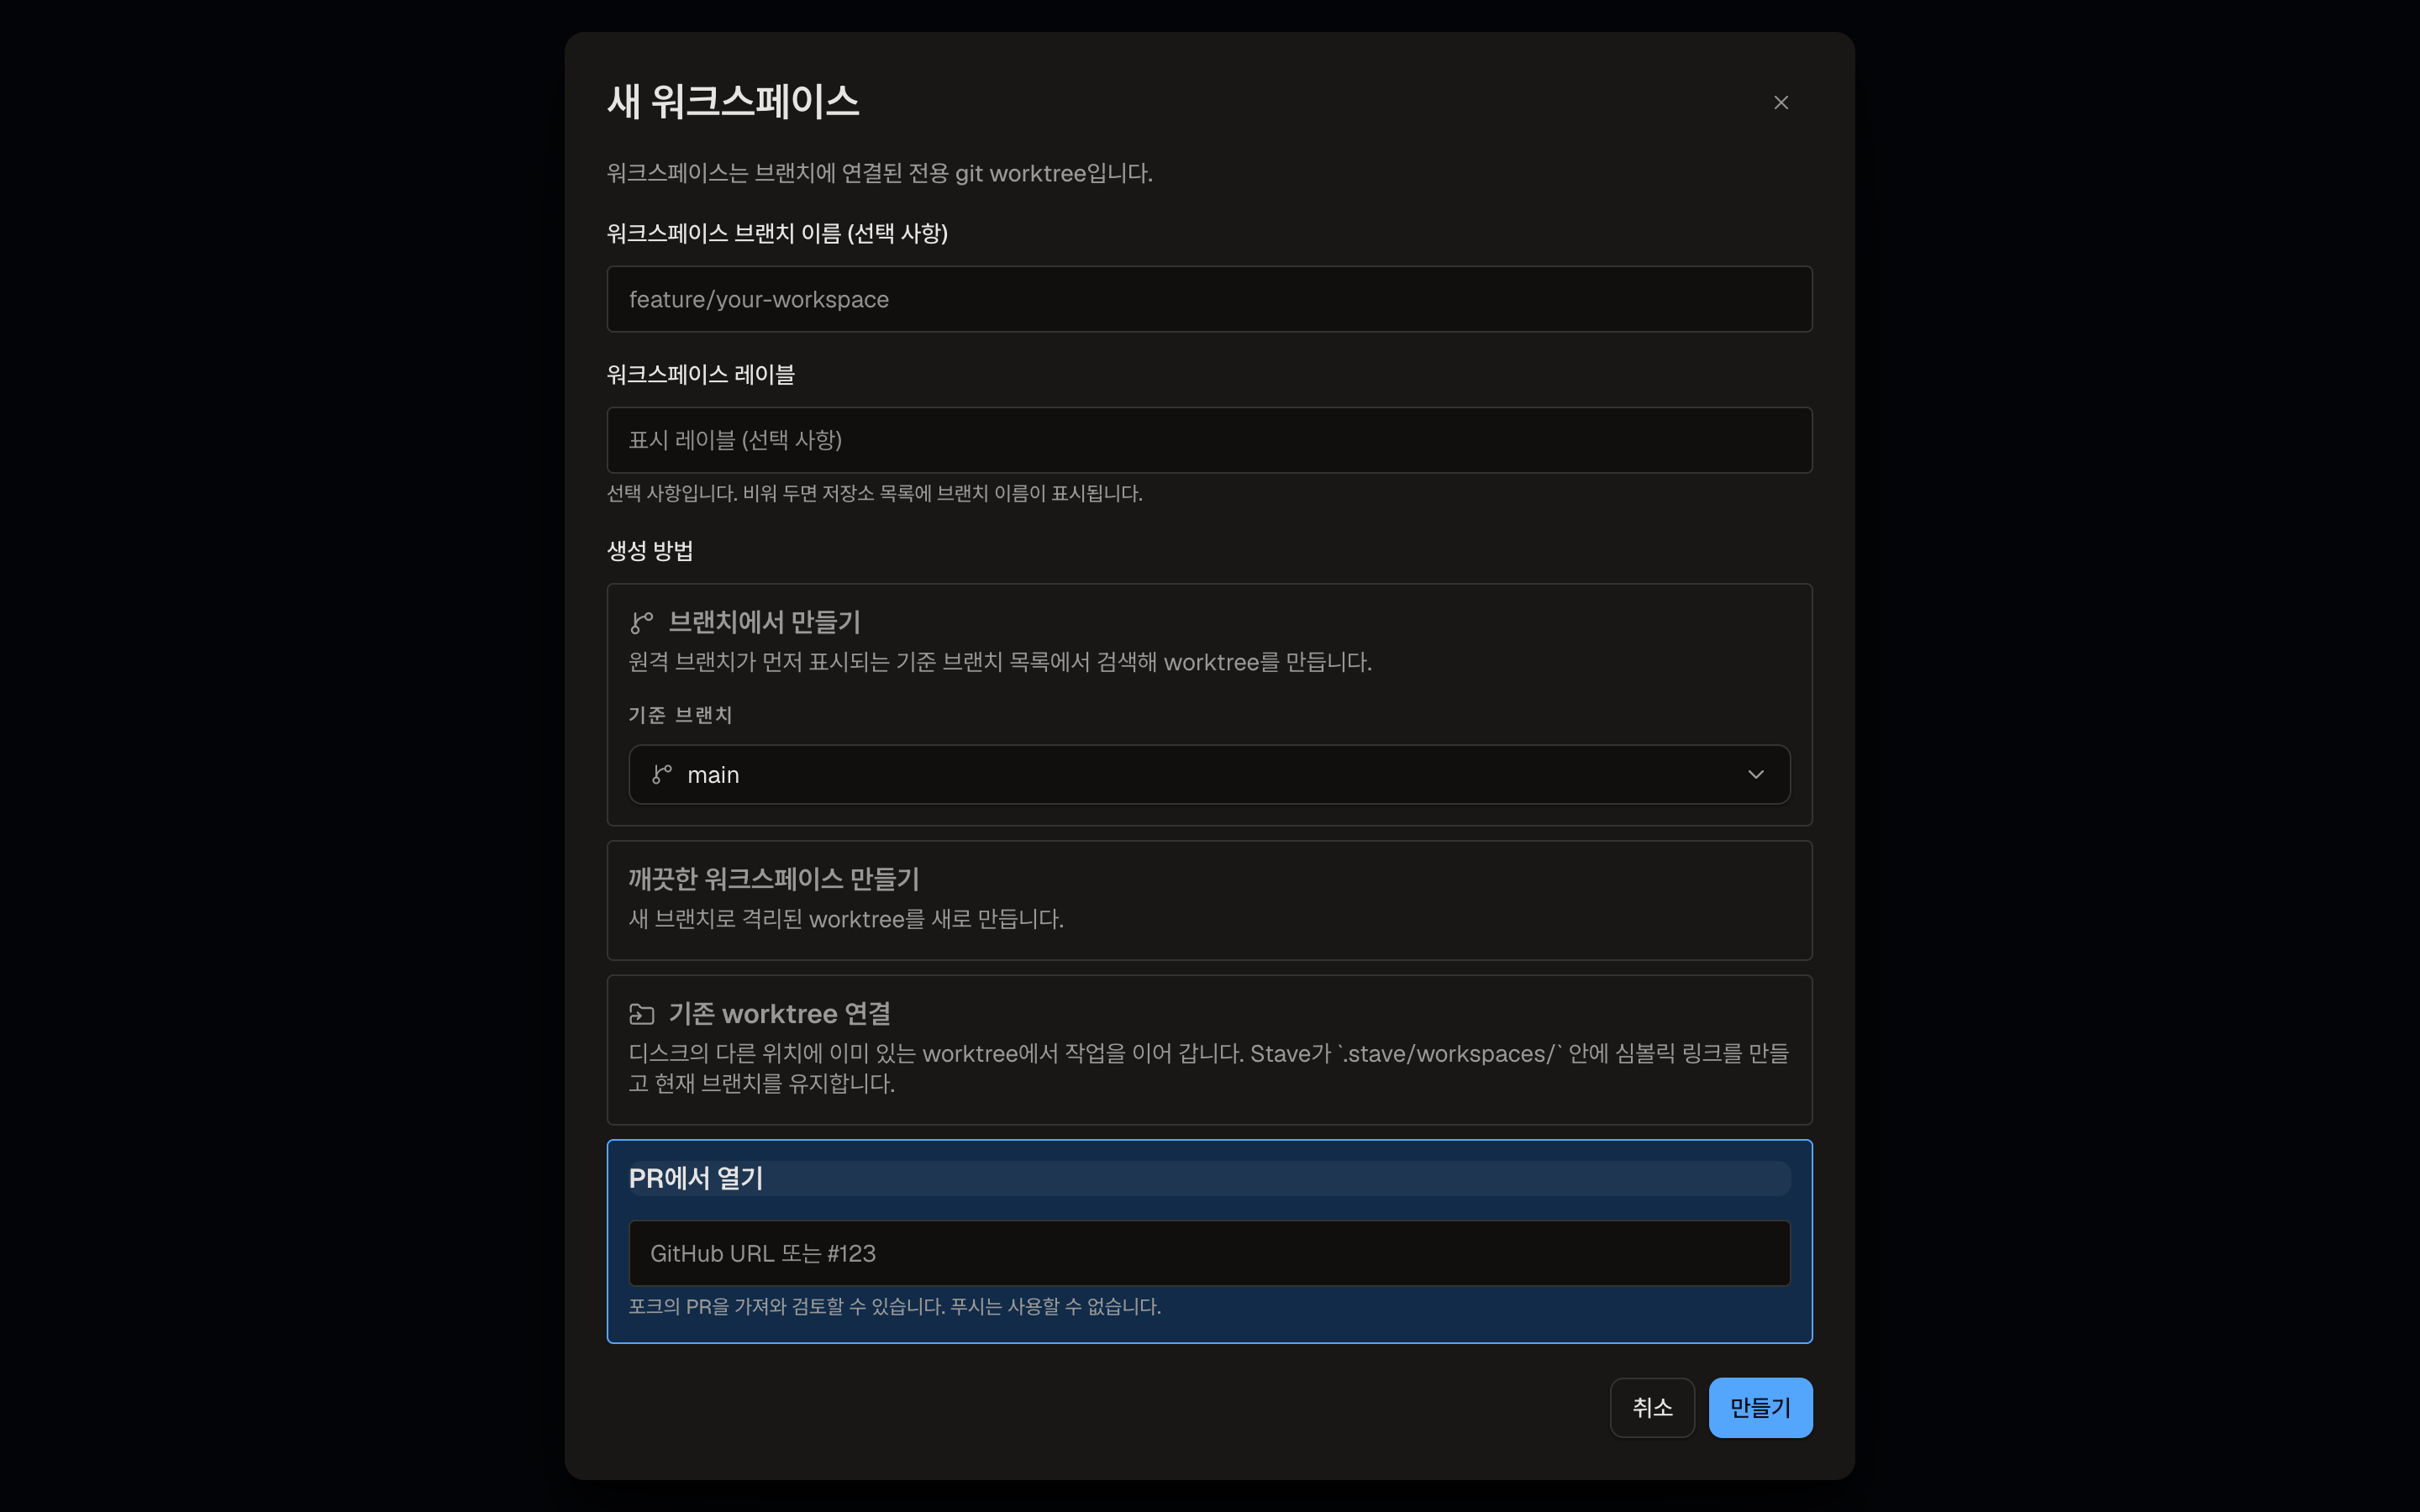 새 워크스페이스
워크스페이스는 브랜치에 연결된 전용 git worktree입니다.
워크스페이스 브랜치 이름 (선택 사항)
feature/your-workspace
워크스페이스 레이블
표시 레이블 (선택 사항)
선택 사항입니다. 비워 두면 저장소 목록에 브랜치 이름이 표시됩니다.
생성 방법
브랜치에서 만들기
원격 브랜치가 먼저 표시되는 기준 브랜치 목록에서 검색해 worktree를 만듭니다.
기준 브랜치
main
깨끗한 워크스페이스 만들기
새 브랜치로 격리된 worktree를 새로 만듭니다.
기존 worktree 연결
디스크의 다른 위치에 이미 있는 worktree에서 작업을 이어 갑니다. Stave가 `.stave/workspaces/` 안에 심볼릭 링크를 만들
고 현재 브랜치를 유지합니다.
PR에서 열기
GitHub URL 또는 #123
포크의 PR을 가져와 검토할 수 있습니다. 푸시는 사용할 수 없습니다.
취소
만들기